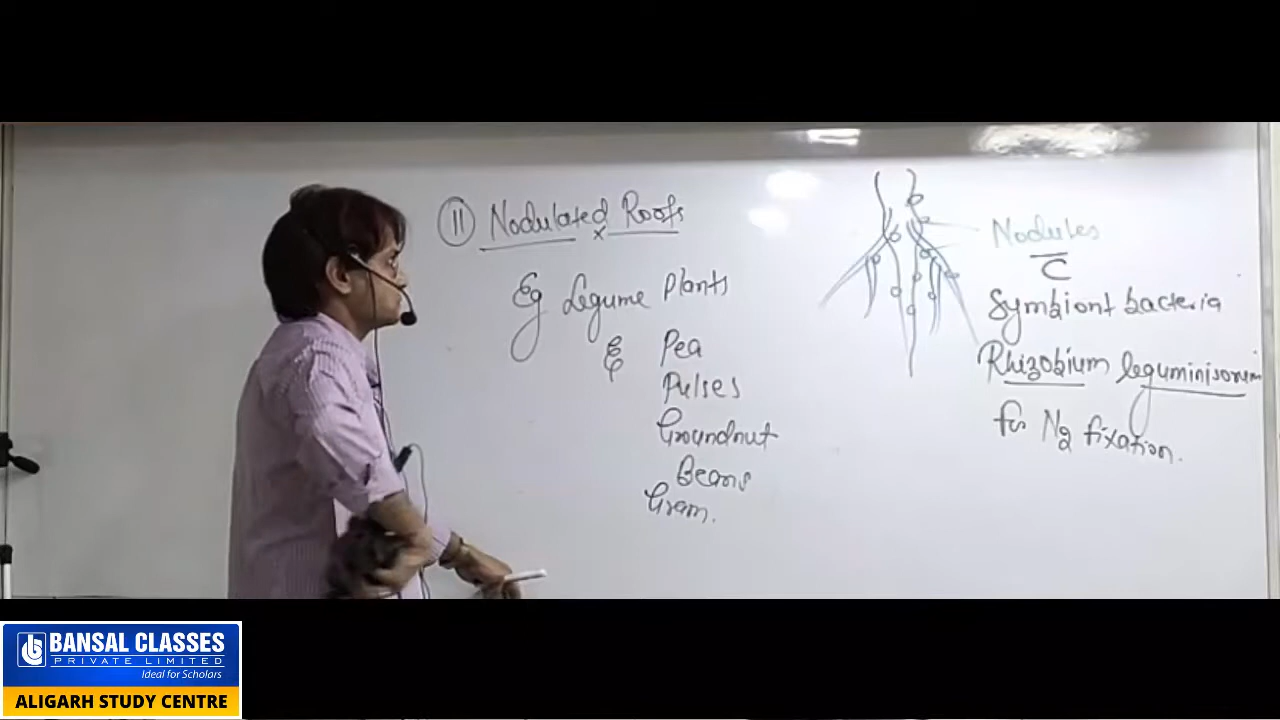 11 Nodulated Roots
Eg Legume Plants
Pea
Pulses
Groundnut
Beans
Gram.
Nodules
C
Symbiont bacteria
Rhizobium leguminisorum
for N2 fixation.
b BANSAL CLASSES
PRIVATE LIMITED
Ideal for Scholars
ALIGARH STUDY CENTRE